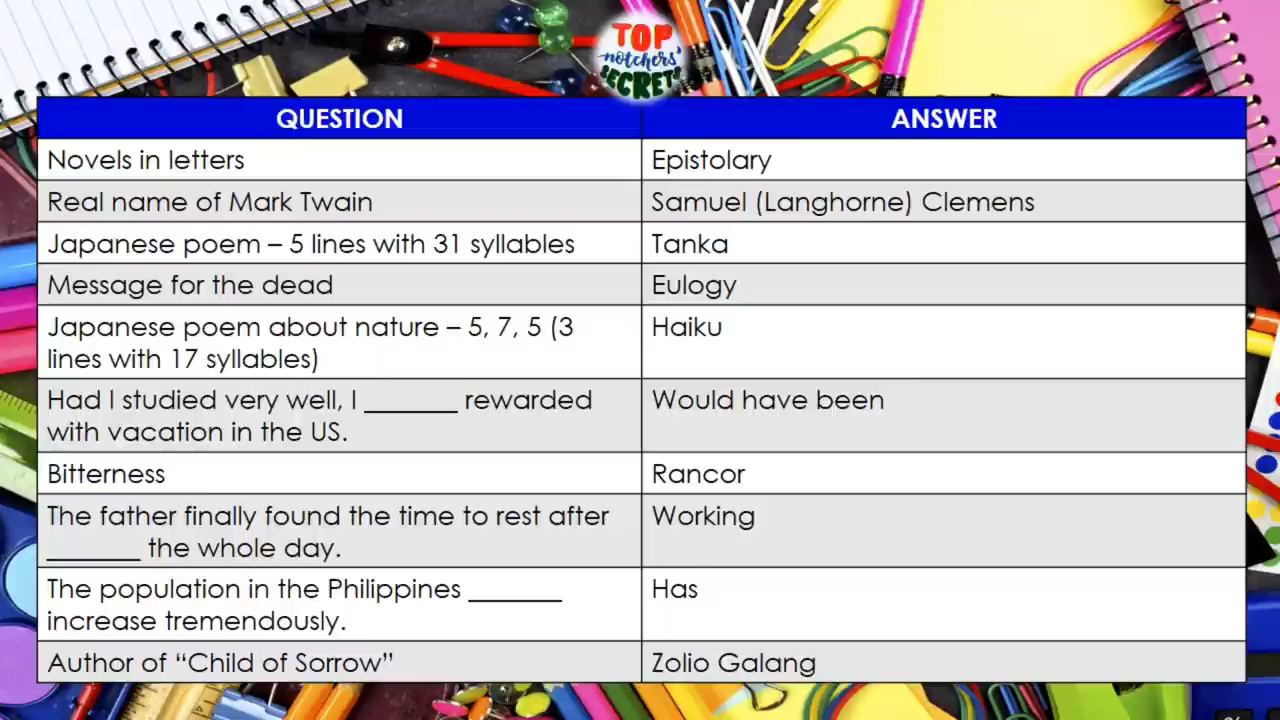 TOP
notchers'
SECRETS
QUESTION
ANSWER
Novels in letters
Epistolary
Real name of Mark Twain
Samuel (Langhorne) Clemens
Japanese poem – 5 lines with 31 syllables
Tanka
Message for the dead
Eulogy
Japanese poem about nature – 5, 7, 5 (3
lines with 17 syllables)
Haiku
Had I studied very well, I _______ rewarded
with vacation in the US.
Would have been
Bitterness
Rancor
The father finally found the time to rest after
_______ the whole day.
Working
The population in the Philippines _______
increase tremendously.
Has
Author of “Child of Sorrow”
Zolio Galang